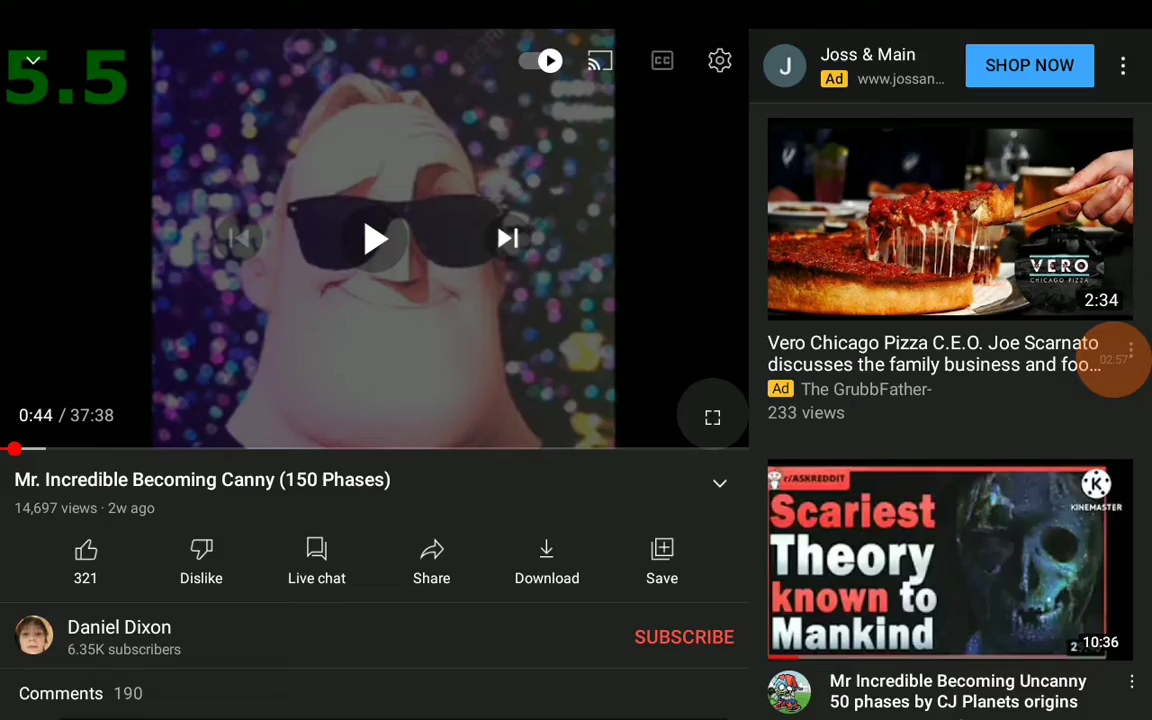 5.5
CC
0:44 / 37:38
Mr. Incredible Becoming Canny (150 Phases)
14,697 views · 2w ago
321
Dislike
Live chat
Share
Download
Save
Daniel Dixon
6.35K subscribers
SUBSCRIBE
Comments 190
J
Joss & Main
Ad www.jossan...
SHOP NOW
VERO
CHICAGO PIZZA
2:34
Vero Chicago Pizza C.E.O. Joe Scarnato
discusses the family business and foo...
02:57
Ad The GrubbFather-
233 views
r/ASKREDDIT
K
KINEMASTER
Scariest
Theory
known to
Mankind
10:36
Mr Incredible Becoming Uncanny
50 phases by CJ Planets origins